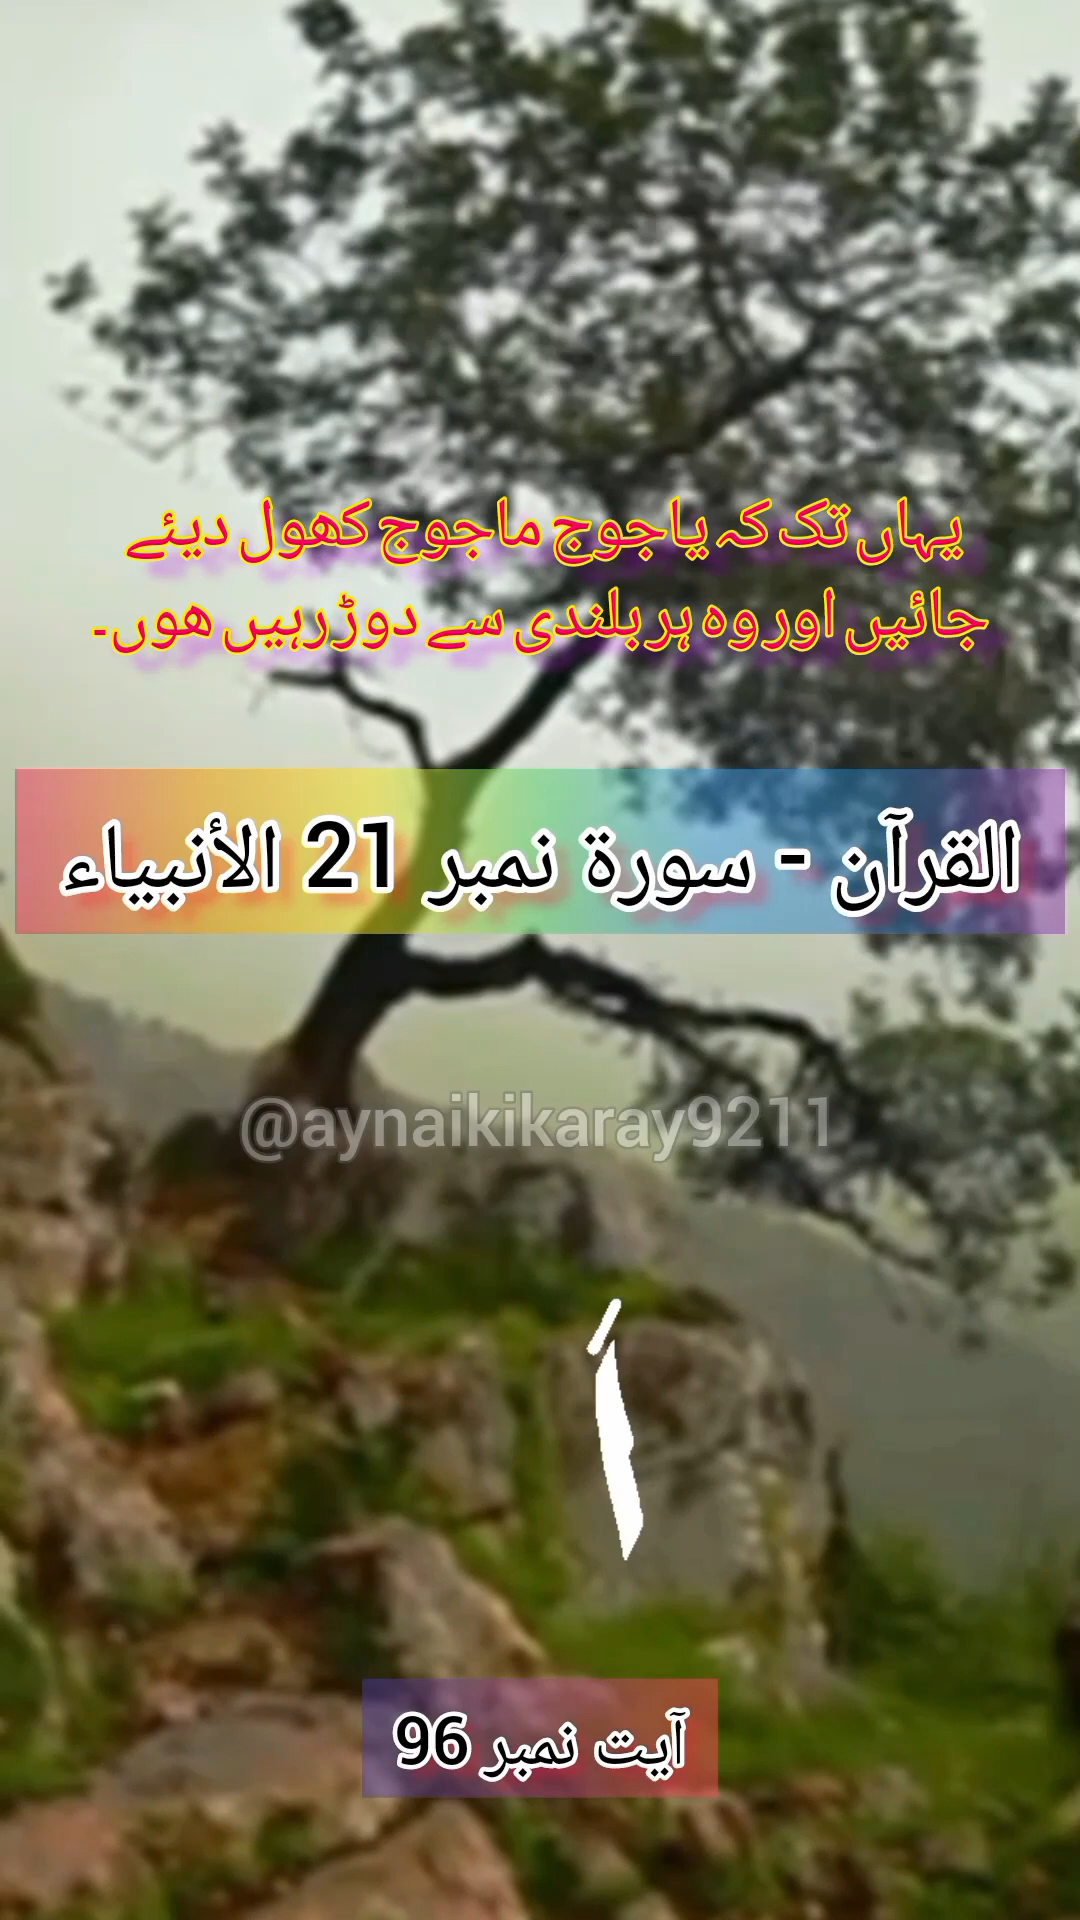 یہاں تک کہ یاجوج ماجوج کھول دیئے
جائیں اور وہ ہر بلندی سے دوڑ رہیں ھوں۔
القرآن - سورة نمبر 21 الأنبياء
@aynaikikaray9211
اَ
آیت نمبر 96